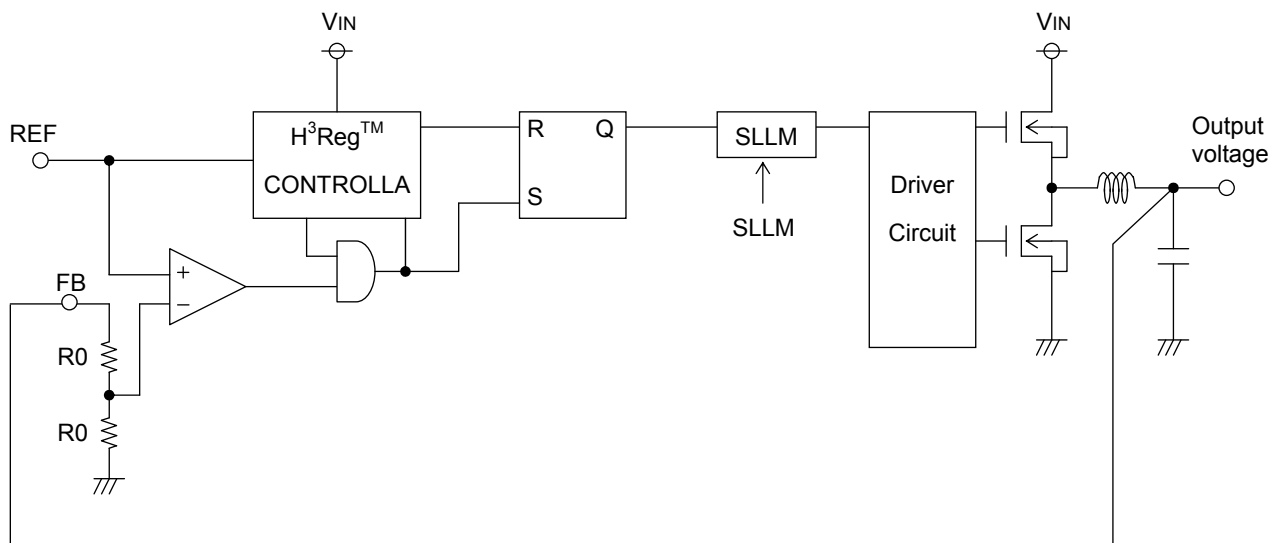 VIN
VIN
REF
H³Reg™
CONTROLLA
R
Q
S
SLLM
SLLM
Driver
Circuit
Output
voltage
+
−
FB
R0
R0